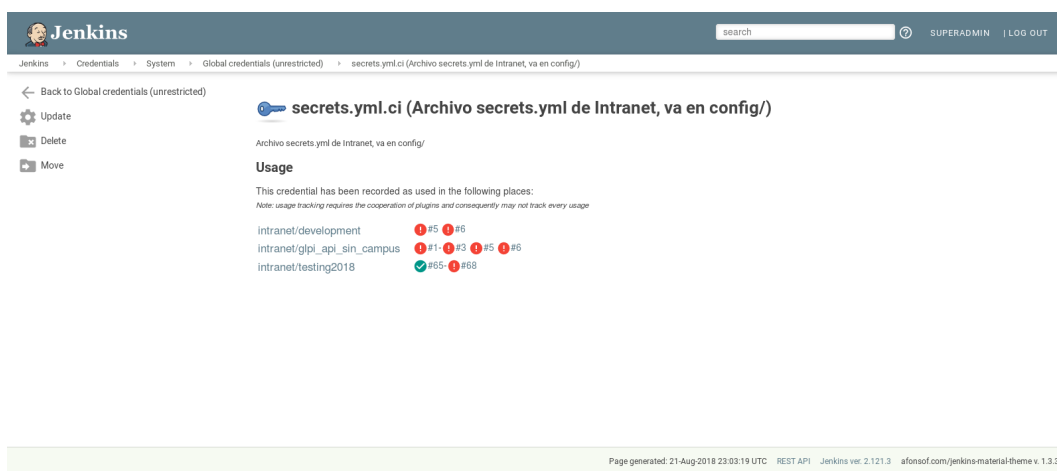 Jenkins
search
SUPERADMIN | LOG OUT
Jenkins Credentials System Global credentials (unrestricted) secrets.yml.ci (Archivo secrets.yml de Intranet, va en config/)
Back to Global credentials (unrestricted)
Update
Delete
Move
secrets.yml.ci (Archivo secrets.yml de Intranet, va en config/)
Archivo secrets.yml de Intranet, va en config/
Usage
This credential has been recorded as used in the following places:
Note: usage tracking requires the cooperation of plugins and consequently may not track every usage
intranet/development #5 #6
intranet/glpi_api_sin_campus #1- #3 #5 #6
intranet/testing2018 #65- #68
Page generated: 21-Aug-2018 23:03:19 UTC REST API Jenkins ver. 2.121.3 afonsof.com/jenkins-material-theme v. 1.3.3